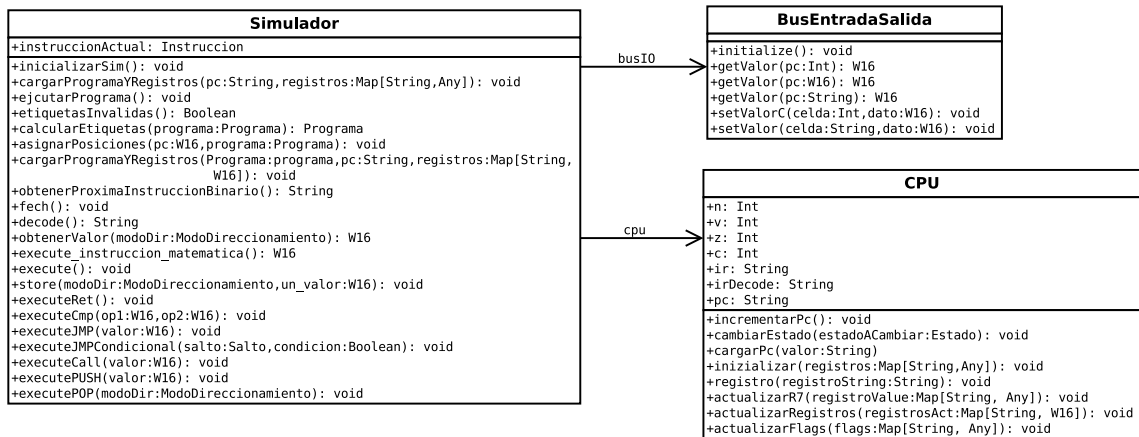 Simulador
+instruccionActual: Instruccion
+inicializarSim(): void
+cargarProgramaYRegistros(pc:String,registros:Map[String,Any]): void
+ejcutarPrograma(): void
+etiquetasInvalidas(): Boolean
+calcularEtiquetas(programa:Programa): Programa
+asignarPosiciones(pc:W16,programa:Programa): void
+cargarProgramaYRegistros(Programa:programa,pc:String,registros:Map[String,
W16]): void
+obtenerProximaInstruccionBinario(): String
+fech(): void
+decode(): String
+obtenerValor(modoDir:ModoDireccionamiento): W16
+execute_instruccion_matematica(): W16
+execute(): void
+store(modoDir:ModoDireccionamiento,un_valor:W16): void
+executeRet(): void
+executeCmp(op1:W16,op2:W16): void
+executeJMP(valor:W16): void
+executeJMPCondicional(salto:Salto,condicion:Boolean): void
+executeCall(valor:W16): void
+executePUSH(valor:W16): void
+executePOP(modoDir:ModoDireccionamiento): void
busIO
BusEntradaSalida
+initialize(): void
+getValor(pc:Int): W16
+getValor(pc:W16): W16
+getValor(pc:String): W16
+setValorC(celda:Int,dato:W16): void
+setValor(celda:String,dato:W16): void
cpu
CPU
+n: Int
+v: Int
+z: Int
+c: Int
+ir: String
+irDecode: String
+pc: String
+incrementarPc(): void
+cambiarEstado(estadoACambiar:Estado): void
+cargarPc(valor:String)
+inizializar(registros:Map[String,Any]): void
+registro(registroString:String): void
+actualizarR7(registroValue:Map[String, Any]): void
+actualizarRegistros(registrosAct:Map[String, W16]): void
+actualizarFlags(flags:Map[String, Any]): void